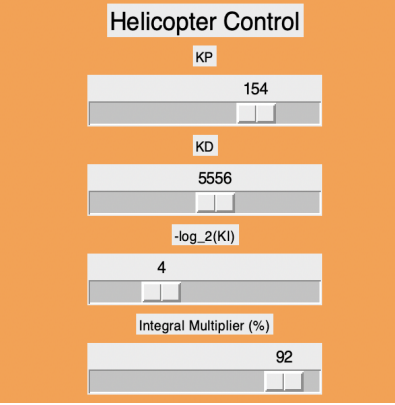 Helicopter Control
KP
154
KD
5556
-log_2(KI)
4
Integral Multiplier (%)
92